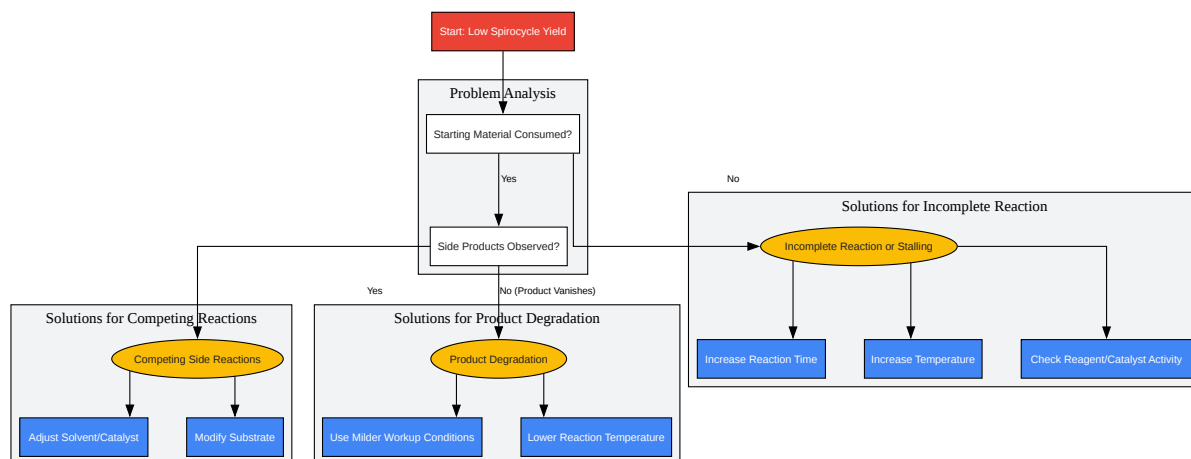 Start: Low Spirocycle Yield
Problem Analysis
Starting Material Consumed?
Yes
No
Solutions for Incomplete Reaction
Side Products Observed?
Incomplete Reaction or Stalling
Yes
No (Product Vanishes)
Solutions for Competing Reactions
Solutions for Product Degradation
Competing Side Reactions
Product Degradation
Increase Reaction Time
Increase Temperature
Check Reagent/Catalyst Activity
Adjust Solvent/Catalyst
Modify Substrate
Use Milder Workup Conditions
Lower Reaction Temperature